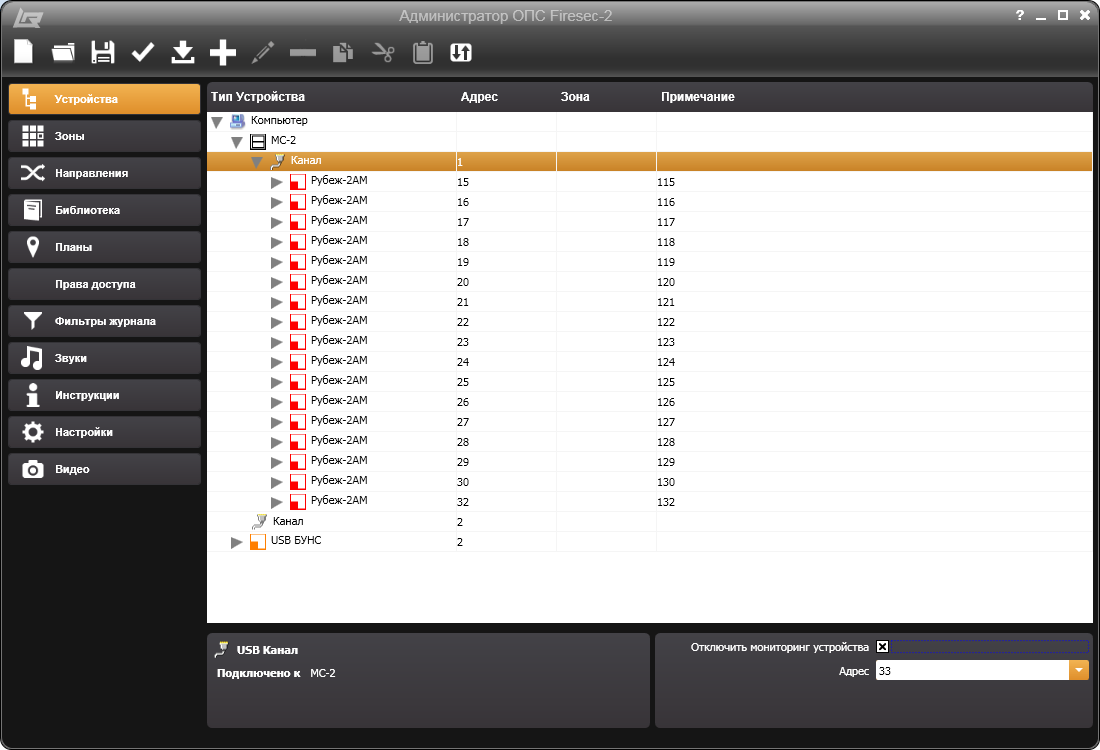 Администратор ОПС Firesec-2
?
Устройства
Зоны
Направления
Библиотека
Планы
Права доступа
Фильтры журнала
Звуки
Инструкции
Настройки
Видео
Тип Устройства Адрес Зона Примечание
Компьютер
МС-2
Канал 1
Рубеж-2АМ 15 115
Рубеж-2АМ 16 116
Рубеж-2АМ 17 117
Рубеж-2АМ 18 118
Рубеж-2АМ 19 119
Рубеж-2АМ 20 120
Рубеж-2АМ 21 121
Рубеж-2АМ 22 122
Рубеж-2АМ 23 123
Рубеж-2АМ 24 124
Рубеж-2АМ 25 125
Рубеж-2АМ 26 126
Рубеж-2АМ 27 127
Рубеж-2АМ 28 128
Рубеж-2АМ 29 129
Рубеж-2АМ 30 130
Рубеж-2АМ 32 132
Канал 2
USB БУНС 2
USB Канал
Подключено к МС-2
Отключить мониторинг устройства
Адрес 33